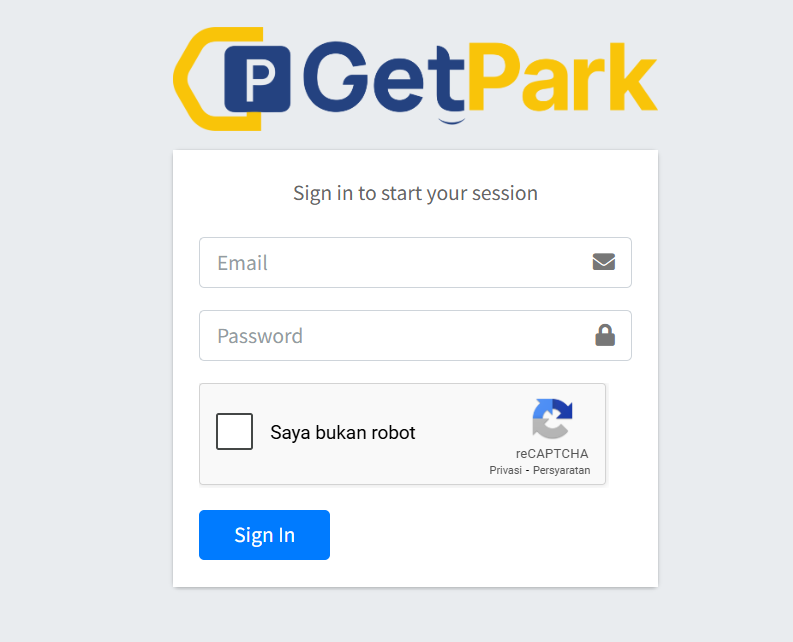 P GetPark
Sign in to start your session
Email
Password
Saya bukan robot
reCAPTCHA
Privasi - Persyaratan
Sign In